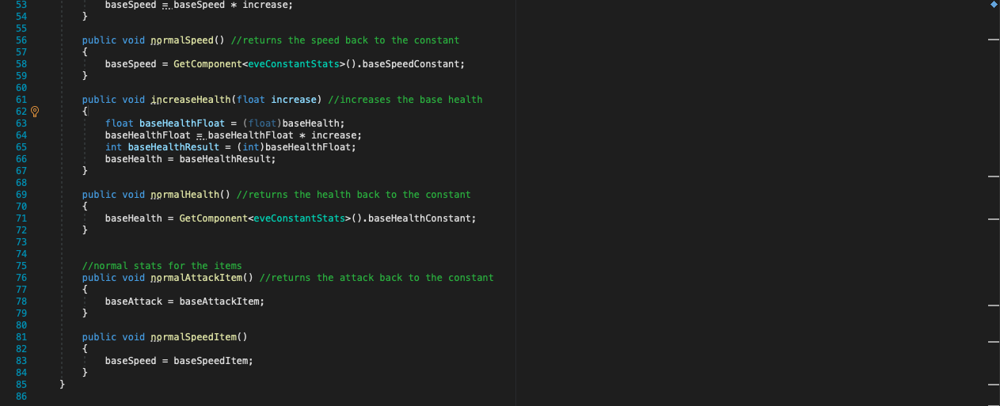 53 baseSpeed = baseSpeed * increase;
54 }
55
56 public void normalSpeed() //returns the speed back to the constant
57 {
58 baseSpeed = GetComponent<eveConstantStats>().baseSpeedConstant;
59 }
60
61 public void increaseHealth(float increase) //increases the base health
62 {
63 float baseHealthFloat = (float)baseHealth;
64 baseHealthFloat = baseHealthFloat * increase;
65 int baseHealthResult = (int)baseHealthFloat;
66 baseHealth = baseHealthResult;
67 }
68
69 public void normalHealth() //returns the health back to the constant
70 {
71 baseHealth = GetComponent<eveConstantStats>().baseHealthConstant;
72 }
73
74
75 //normal stats for the items
76 public void normalAttackItem() //returns the attack back to the constant
77 {
78 baseAttack = baseAttackItem;
79 }
80
81 public void normalSpeedItem()
82 {
83 baseSpeed = baseSpeedItem;
84 }
85 }
86